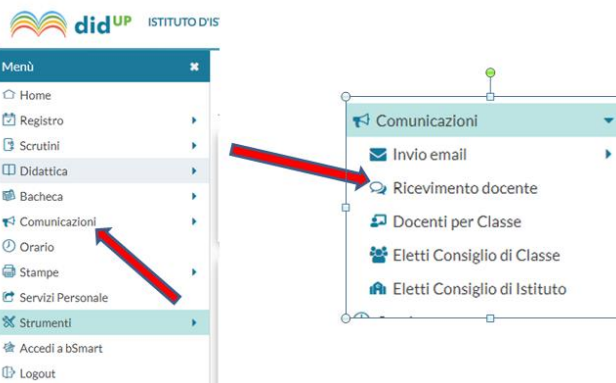 didUP ISTITUTO D'IS
Menù
Home
Registro
Scrutini
Didattica
Bacheca
Comunicazioni
Orario
Stampe
Servizi Personale
Strumenti
Accedi a bSmart
Logout
Comunicazioni
Invio email
Ricevimento docente
Docenti per Classe
Eletti Consiglio di Classe
Eletti Consiglio di Istituto